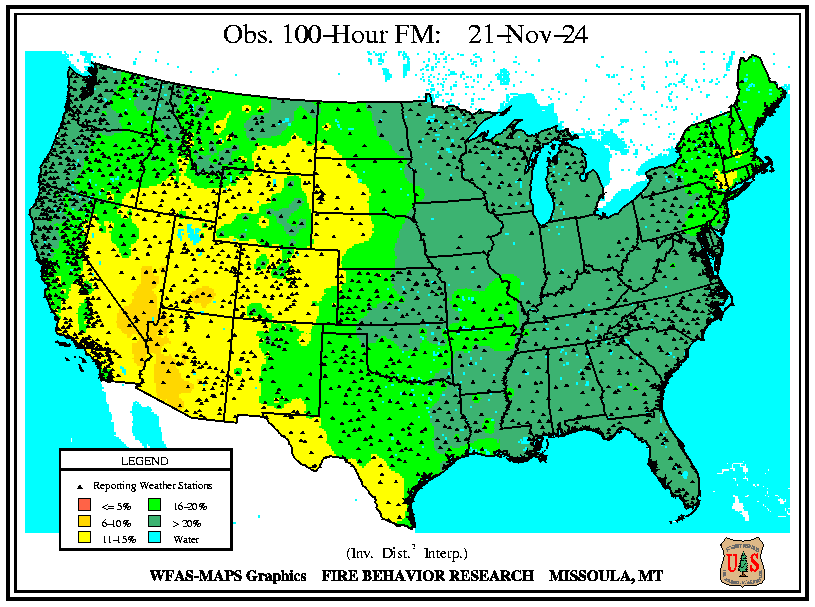 Obs. 100-Hour FM: 21-Nov-24
LEGEND
Reporting Weather Stations
<= 5%
16-20%
6-10%
> 20%
11-15%
Water
(Inv. Dist.² Interp.)
WFAS-MAPS Graphics FIRE BEHAVIOR RESEARCH MISSOULA, MT
U S